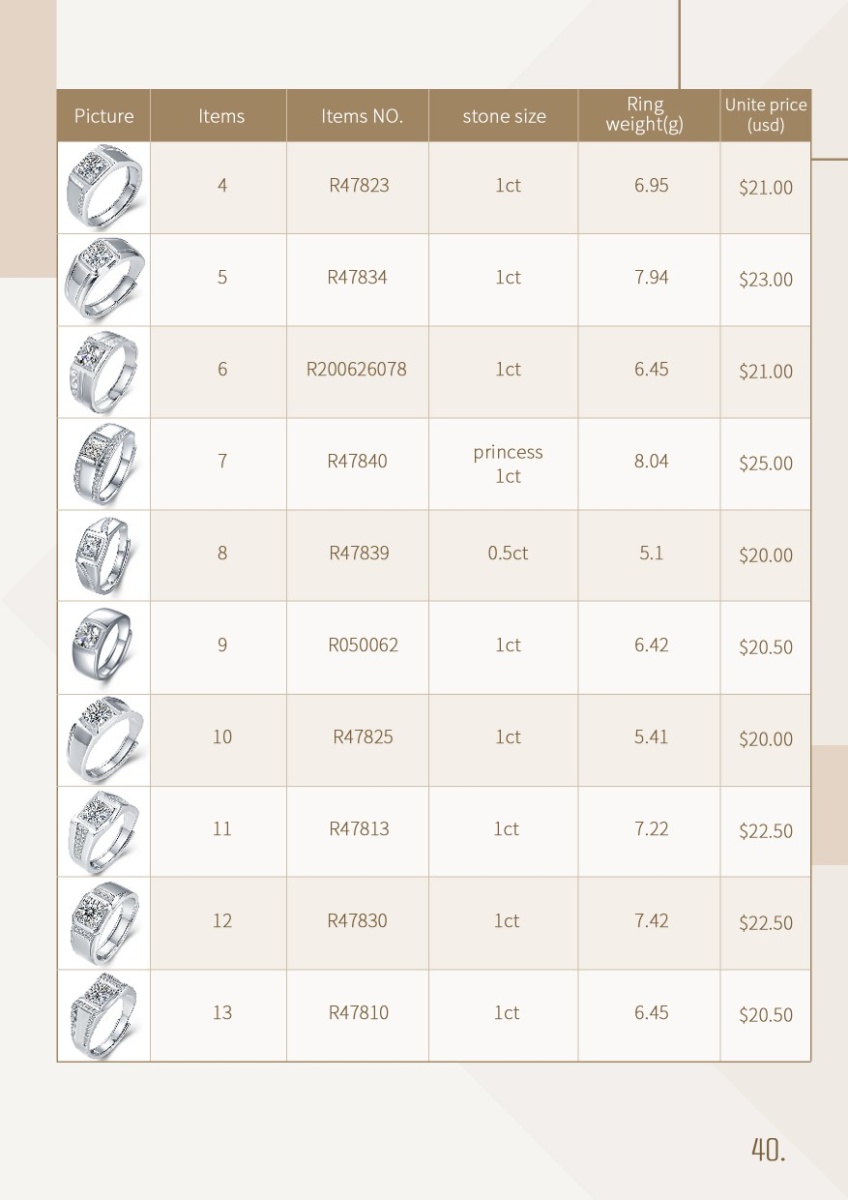 Picture Items Items NO. stone size Ring weight(g) Unite price (usd)
4 R47823 1ct 6.95 $21.00
5 R47834 1ct 7.94 $23.00
6 R200626078 1ct 6.45 $21.00
7 R47840 princess 1ct 8.04 $25.00
8 R47839 0.5ct 5.1 $20.00
9 R050062 1ct 6.42 $20.50
10 R47825 1ct 5.41 $20.00
11 R47813 1ct 7.22 $22.50
12 R47830 1ct 7.42 $22.50
13 R47810 1ct 6.45 $20.50
40.